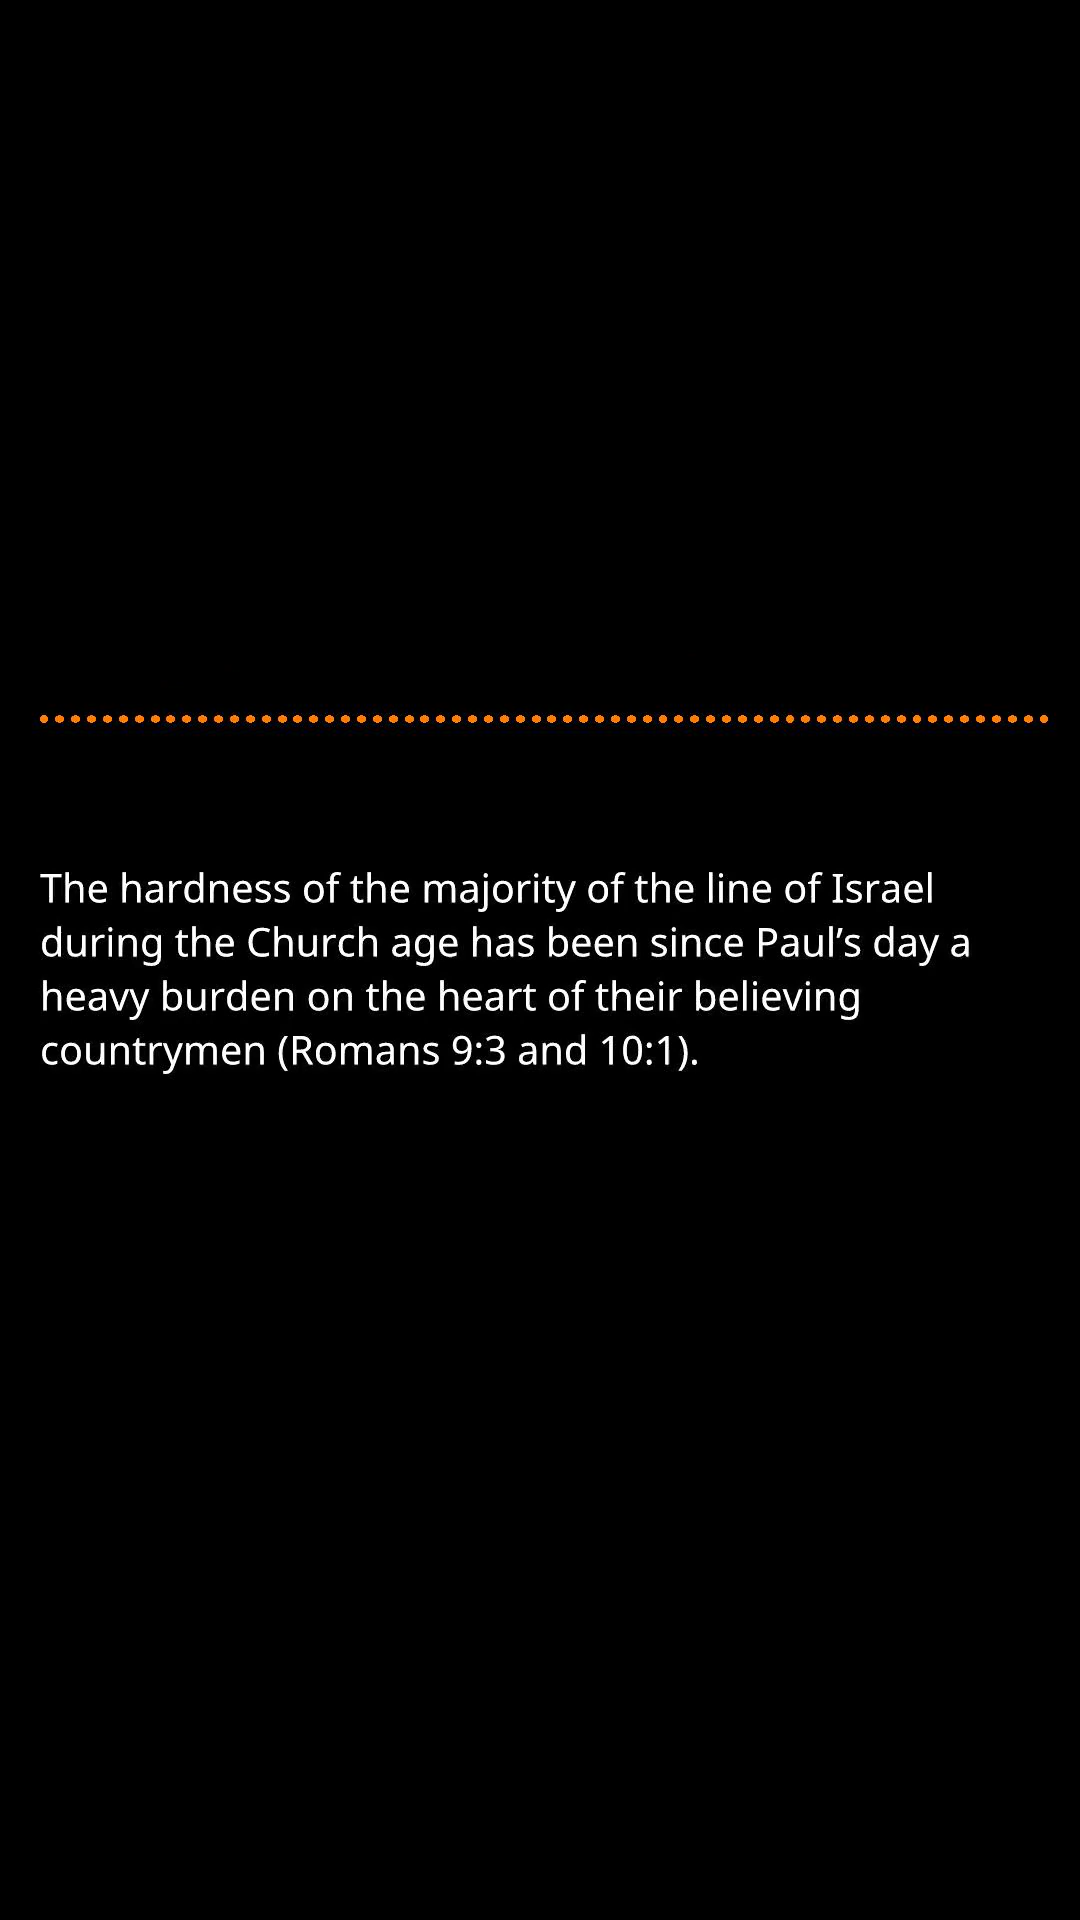 The hardness of the majority of the line of Israel
during the Church age has been since Paul’s day a
heavy burden on the heart of their believing
countrymen (Romans 9:3 and 10:1).